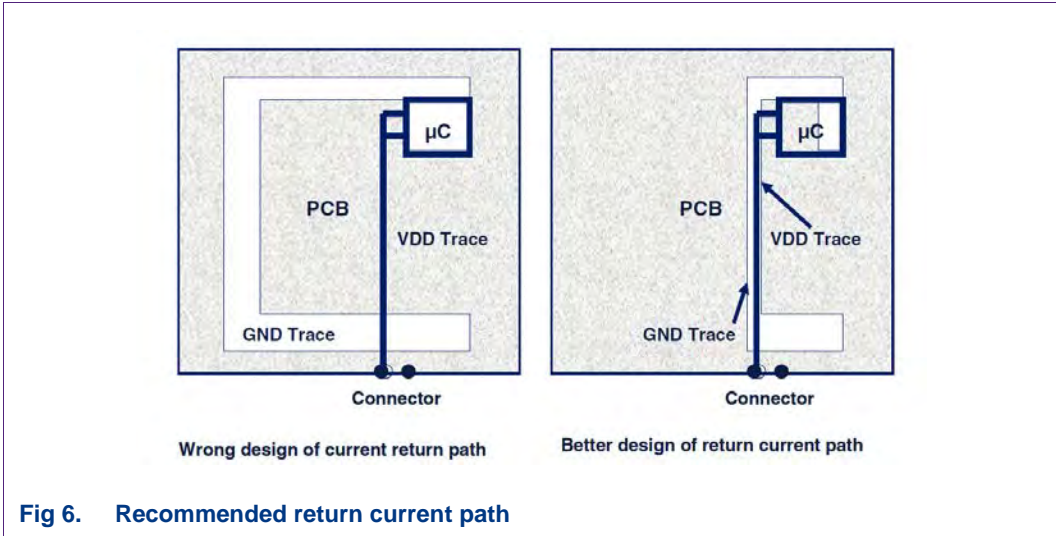 µC
PCB
VDD Trace
GND Trace
Connector
Wrong design of current return path
µC
PCB
VDD Trace
GND Trace
Connector
Better design of return current path
Fig 6. Recommended return current path